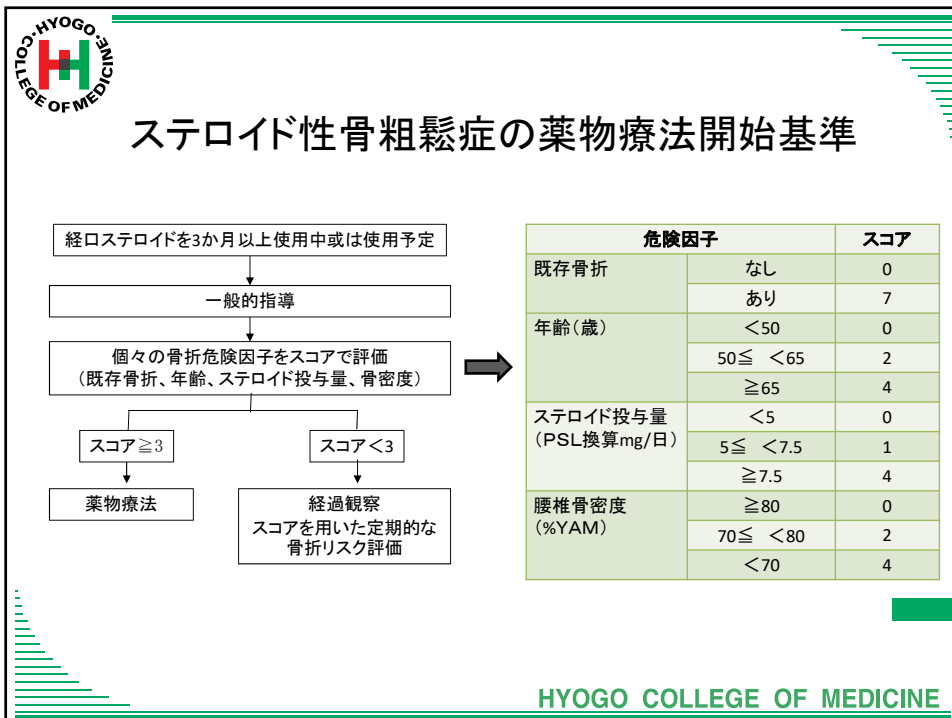 HYOGO COLLEGE OF MEDICINE
ステロイド性骨粗鬆症の薬物療法開始基準
経口ステロイドを3か月以上使用中或は使用予定
一般的指導
個々の骨折危険因子をスコアで評価
(既存骨折、年齢、ステロイド投与量、骨密度)
スコア≧3
スコア<3
薬物療法
経過観察
スコアを用いた定期的な
骨折リスク評価
危険因子 スコア
既存骨折 なし 0
あり 7
年齢(歳) <50 0
50≦ <65 2
≧65 4
ステロイド投与量 <5 0
(PSL換算mg/日) 5≦ <7.5 1
≧7.5 4
腰椎骨密度 ≧80 0
(%YAM) 70≦ <80 2
<70 4
HYOGO COLLEGE OF MEDICINE